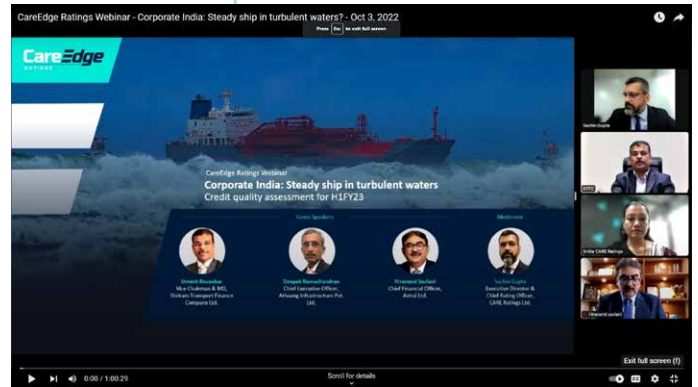 CareEdge Ratings Webinar - Corporate India: Steady ship in turbulent waters? - Oct 3, 2022
Press Esc to exit full screen
CareEdge
RATINGS
CareEdge Ratings Webinar
Corporate India: Steady ship in turbulent waters
Credit quality assessment for H1FY23
Guest Speakers
Moderator
Umesh Revankar
Vice Chairman & MD,
Shriram Transport Finance
Company Ltd.
Deepak Ramachandran
Chief Executive Officer,
Infrastructure Pvt.
Ltd.
Hiranand Savlani
Chief Financial Officer,
Astral Ltd.
Sachin Gupta
Executive Director &
Chief Rating Officer,
CARE Ratings Ltd.
Sachin Gupta
STFC
Smita CARE Ratings
Hiranand savlani
Exit full screen (f)
0:00 / 1:00:29
Scroll for details